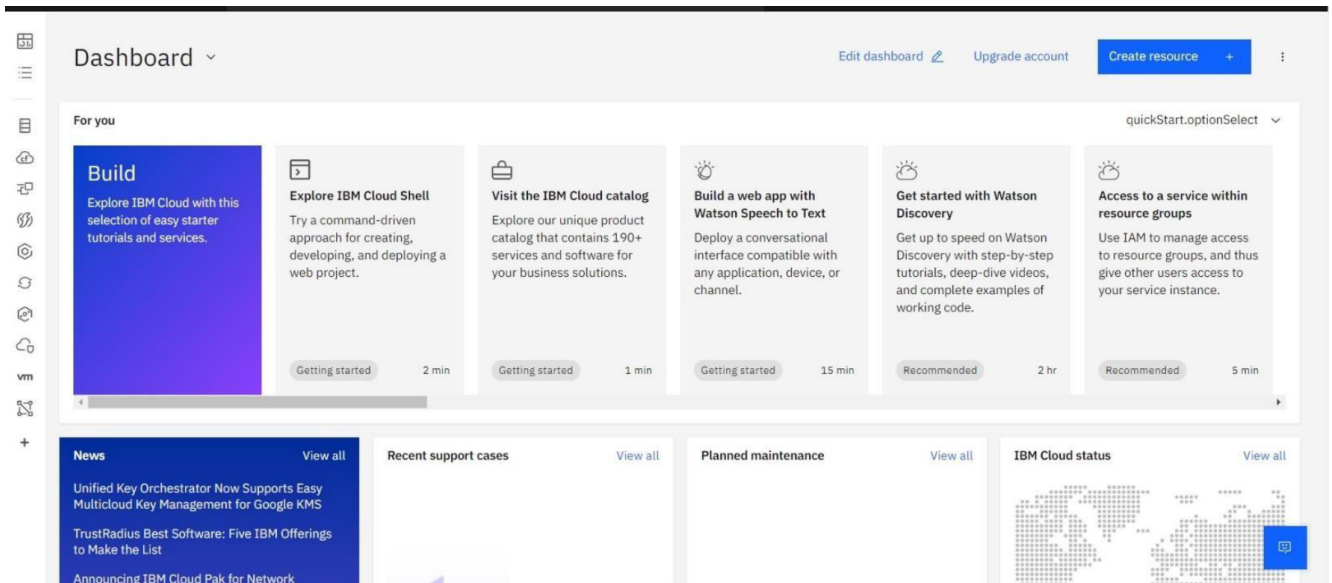 Dashboard
Edit dashboard
Upgrade account
Create resource +
For you
quickStart.optionSelect
Build
Explore IBM Cloud with this
selection of easy starter
tutorials and services.
Explore IBM Cloud Shell
Try a command-driven
approach for creating,
developing, and deploying a
web project.
Getting started 2 min
Visit the IBM Cloud catalog
Explore our unique product
catalog that contains 190+
services and software for
your business solutions.
Getting started 1 min
Build a web app with
Watson Speech to Text
Deploy a conversational
interface compatible with
any application, device, or
channel.
Getting started 15 min
Get started with Watson
Discovery
Get up to speed on Watson
Discovery with step-by-step
tutorials, deep-dive videos,
and complete examples of
working code.
Recommended 2 hr
Access to a service within
resource groups
Use IAM to manage access
to resource groups, and thus
give other users access to
your service instance.
Recommended 5 min
vm
News View all
Unified Key Orchestrator Now Supports Easy
Multicloud Key Management for Google KMS
TrustRadius Best Software: Five IBM Offerings
to Make the List
Announcing IBM Cloud Pak for Network
Recent support cases View all
Planned maintenance View all
IBM Cloud status View all